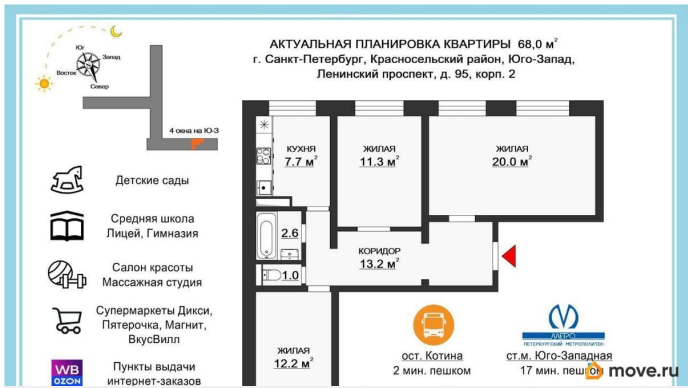 АКТУАЛЬНАЯ ПЛАНИРОВКА КВАРТИРЫ 68,0 м²
г. Санкт-Петербург, Красносельский район, Юго-Запад,
Ленинский проспект, д. 95, корп. 2
Юг
Запад
Восток
Север
4 окна на Ю-З
КУХНЯ
7.7 м²
ЖИЛАЯ
11.3 м²
ЖИЛАЯ
20.0 м²
2.6
1.0
КОРИДОР
13.2 м²
ЖИЛАЯ
12.2 м²
Детские сады
Средняя школа
Лицей, Гимназия
Салон красоты
Массажная студия
Супермаркеты Дикси,
Пятерочка, Магнит,
ВкусВилл
WB
OZON
Пункты выдачи
интернет-заказов
ост. Котина
2 мин. пешком
МЕТРО
ПЕТЕРБУРГСКИЙ МЕТРОПОЛИТЕН
ст.м. Юго-Западная
17 мин. пешком
move.ru